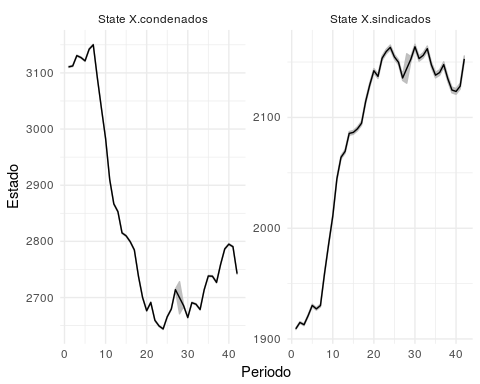 State X.condenados
State X.sindicados
Estado
3100
3000
2900
2800
2700
2100
2000
1900
0 10 20 30 40
0 10 20 30 40
Periodo